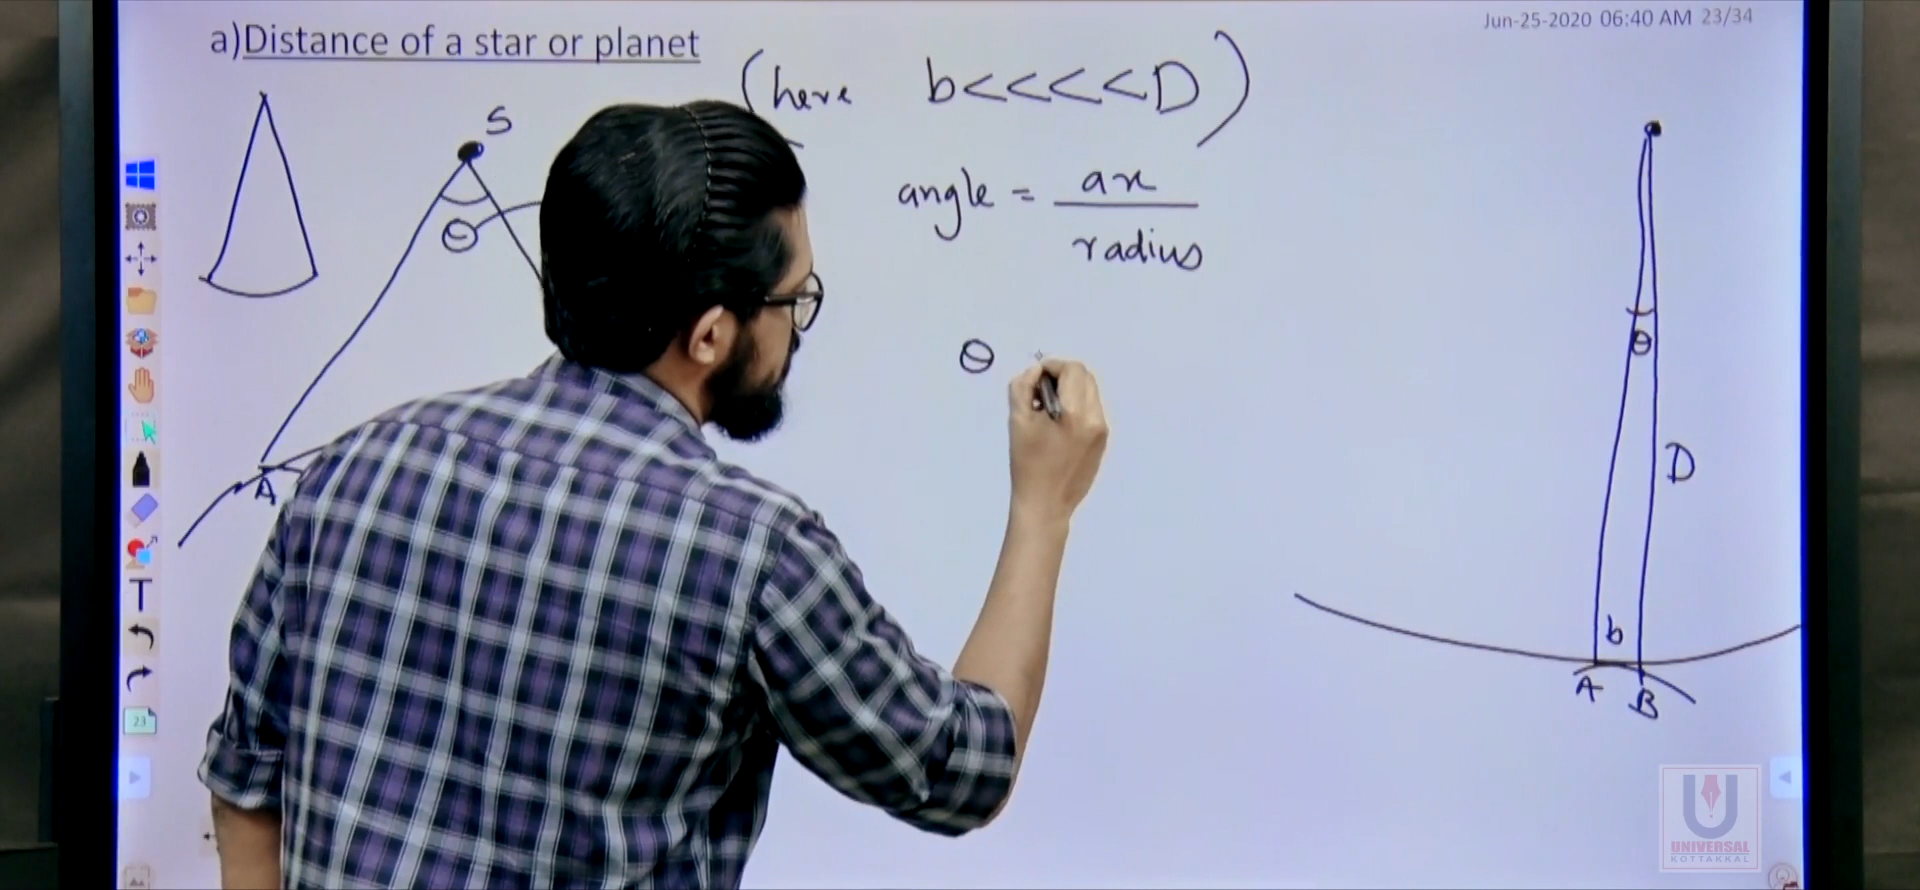 Jun-25-2020 06:40 AM 23/34
a)Distance of a star or planet
(here b<<<<<D)
S
angle = arc
radius
θ
θ
θ
D
A
b
A B
T
23
U
UNIVERSAL
KOTTAKKAL